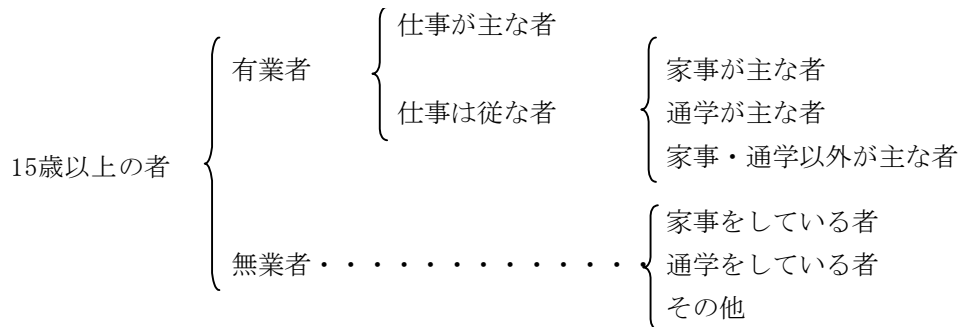 仕事が主な者
有業者
家事が主な者
仕事は従な者
通学が主な者
家事・通学以外が主な者
15歳以上の者
家事をしている者
無業者・・・・・・・・・・・・・
通学をしている者
その他